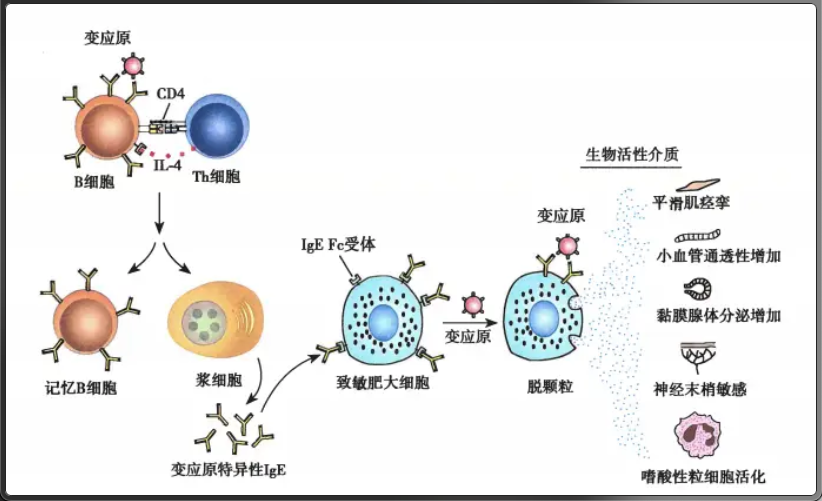 变应原
CD4
IL-4
B细胞
Th细胞
记忆B细胞
浆细胞
变应原特异性IgE
IgE Fc受体
致敏肥大细胞
变应原
变应原
脱颗粒
生物活性介质
平滑肌痉挛
小血管通透性增加
黏膜腺体分泌增加
神经末梢敏感
嗜酸性粒细胞活化